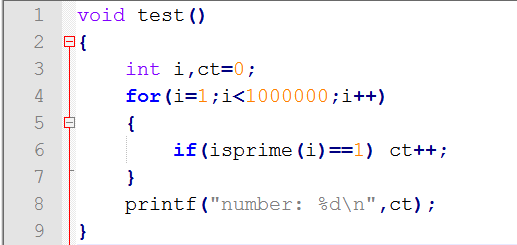 1 void test()
2 {
3 int i,ct=0;
4 for(i=1;i<1000000;i++)
5 {
6 if(isprime(i)==1) ct++;
7 }
8 printf("number: %d\n",ct);
9 }